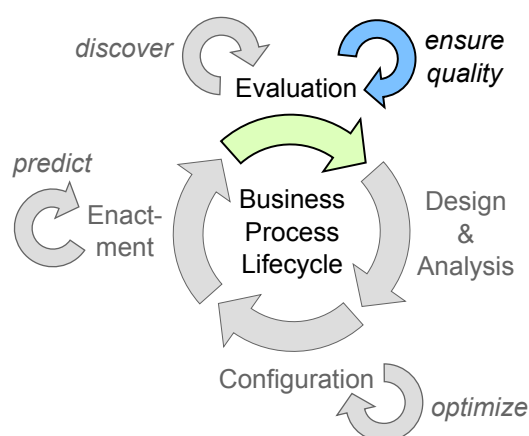 discover
ensure
quality
Evaluation
predict
Enact-
ment
Business
Process
Lifecycle
Design
&
Analysis
Configuration
optimize